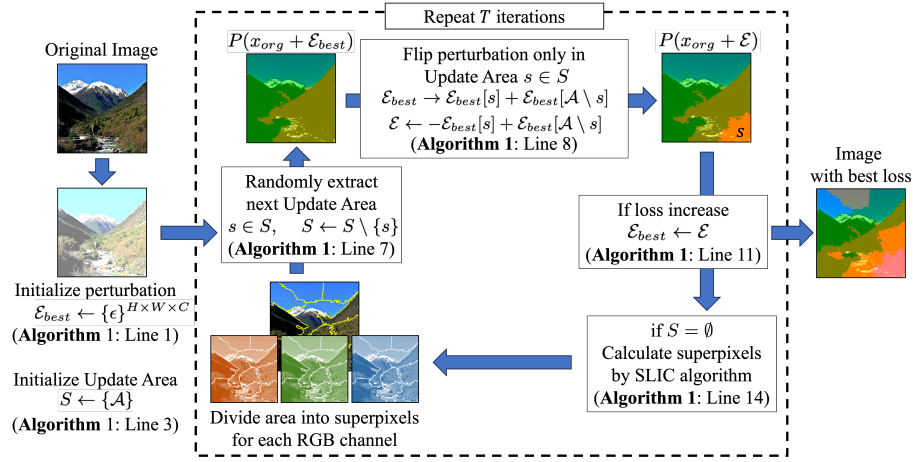 Repeat T iterations
Original Image
Initialize perturbation
ℰ_best ← {ϵ}^{H×W×C}
(Algorithm 1: Line 1)
Initialize Update Area
S ← {𝒜}
(Algorithm 1: Line 3)
P(x_org + ℰ_best)
Randomly extract
next Update Area
s ∈ S, S ← S \ {s}
(Algorithm 1: Line 7)
Divide area into superpixels
for each RGB channel
Flip perturbation only in
Update Area s ∈ S
ℰ_best → ℰ_best[s] + ℰ_best[𝒜 \ s]
ℰ ← −ℰ_best[s] + ℰ_best[𝒜 \ s]
(Algorithm 1: Line 8)
P(x_org + ℰ)
s
If loss increase
ℰ_best ← ℰ
(Algorithm 1: Line 11)
if S = ∅
Calculate superpixels
by SLIC algorithm
(Algorithm 1: Line 14)
Image
with best loss